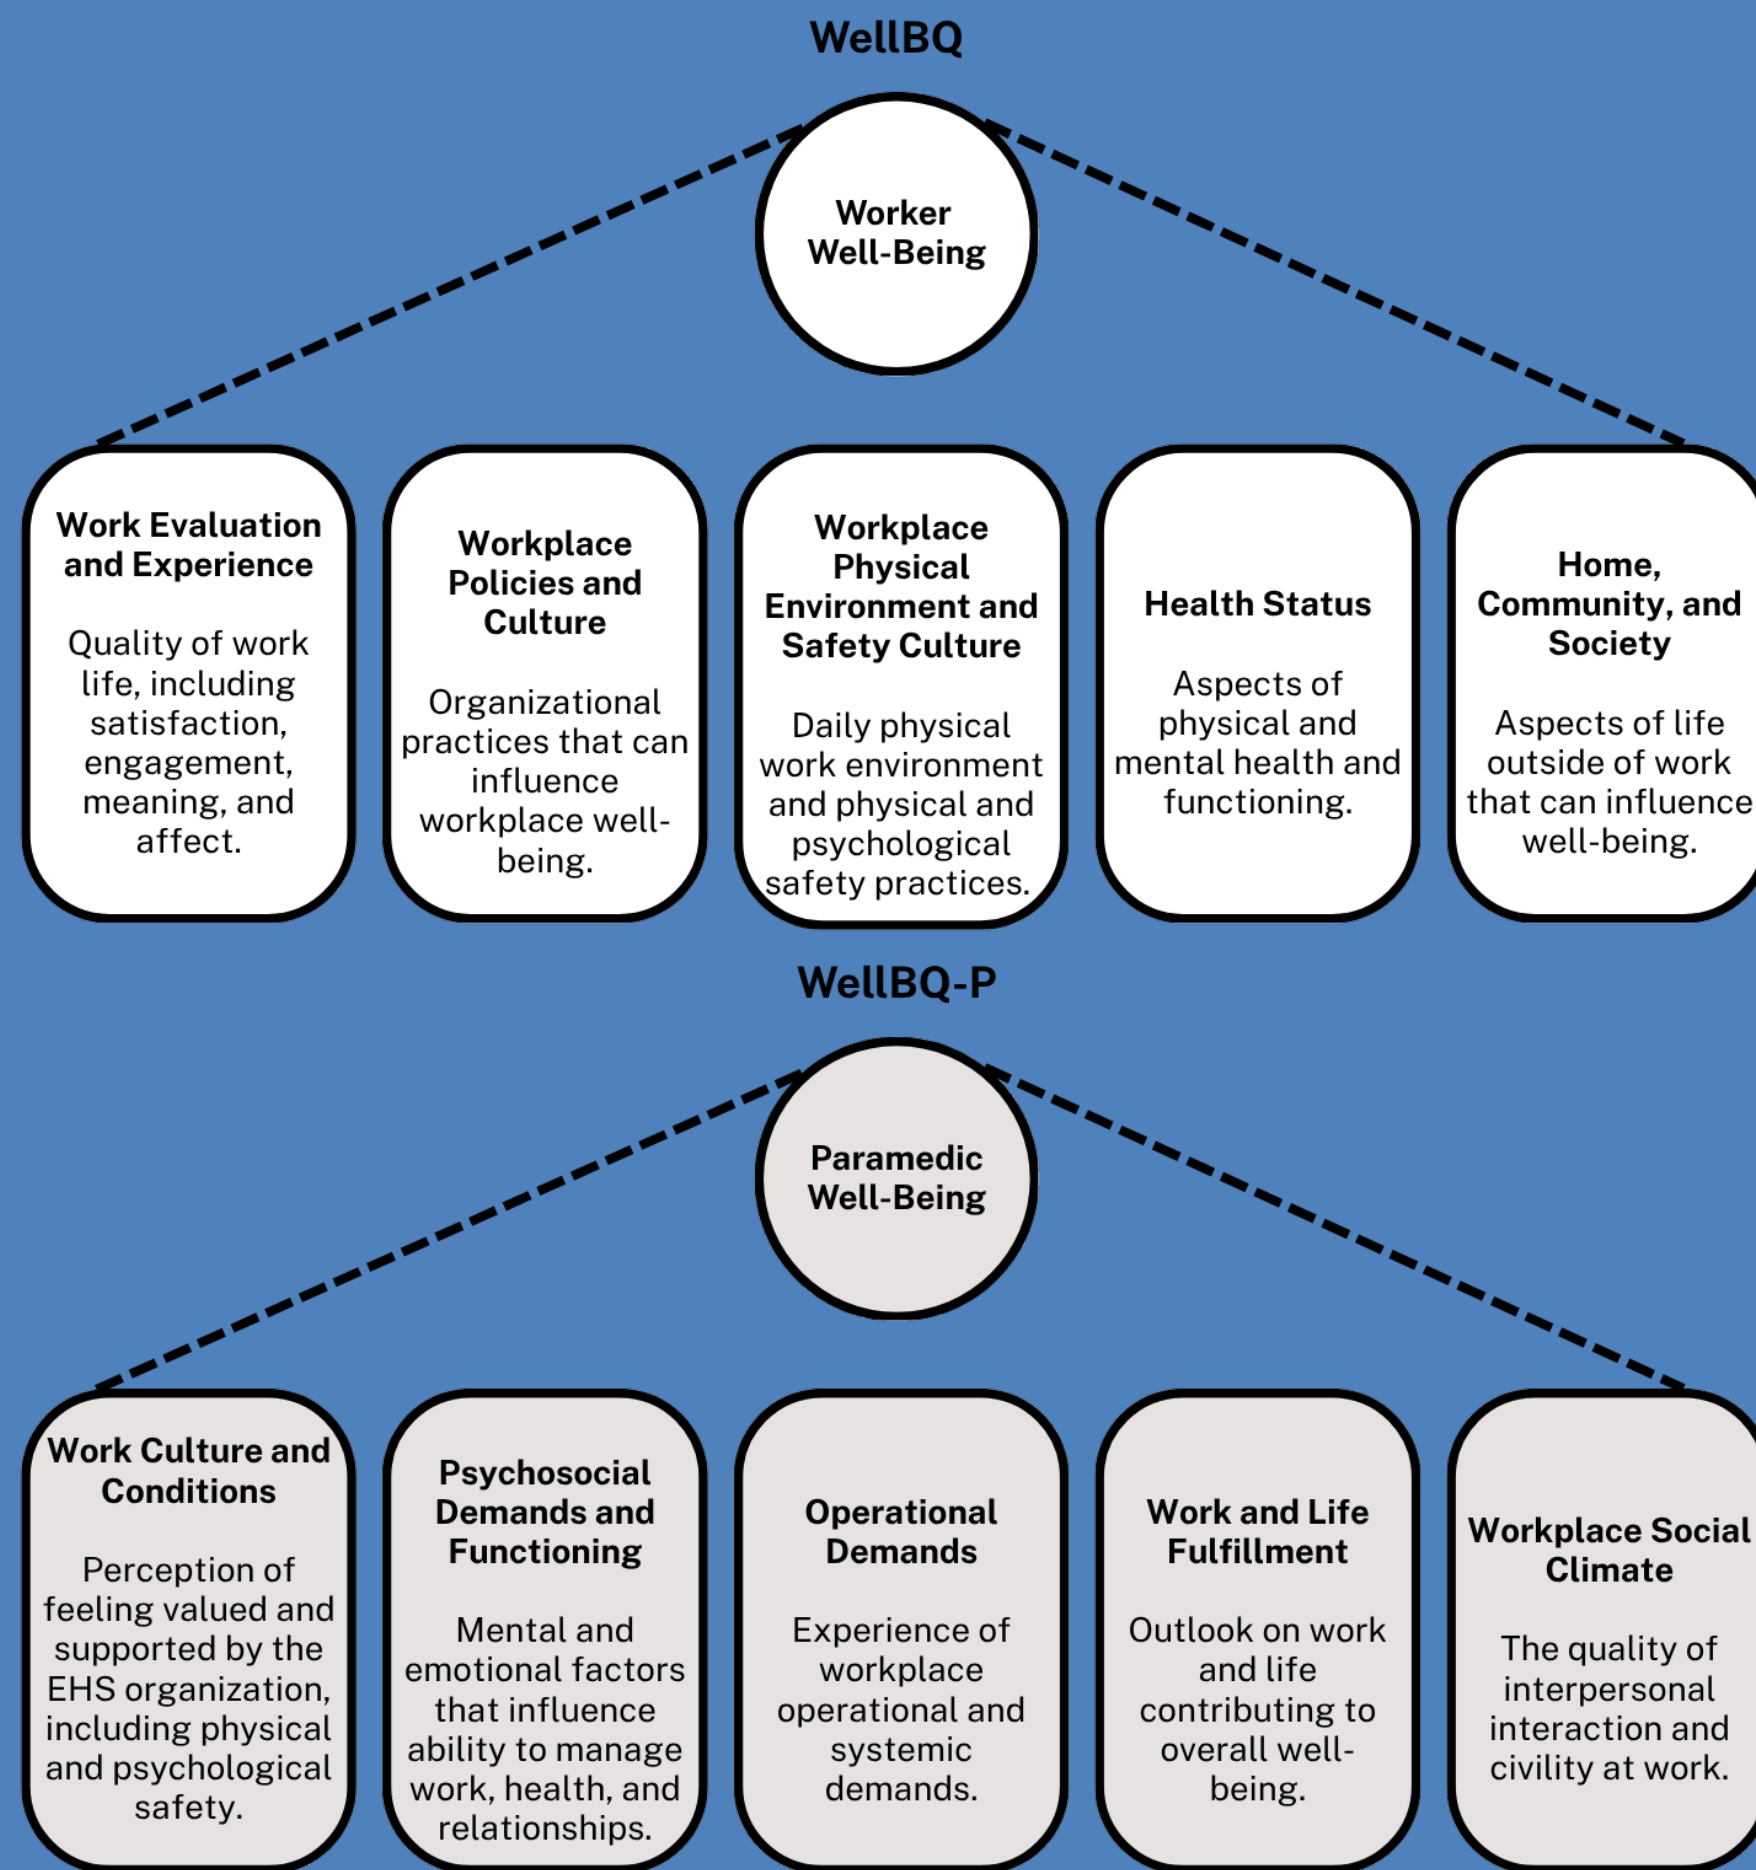 WellBQ
Worker
Well-Being
Work Evaluation
and Experience
Quality of work
life, including
satisfaction,
engagement,
meaning, and
affect.
Workplace
Policies and
Culture
Organizational
practices that can
influence
workplace well-
being.
Workplace
Physical
Environment and
Safety Culture
Daily physical
work environment
and physical and
psychological
safety practices.
Health Status
Aspects of
physical and
mental health and
functioning.
Home,
Community, and
Society
Aspects of life
outside of work
that can influence
well-being.
WellBQ-P
Paramedic
Well-Being
Work Culture and
Conditions
Perception of
feeling valued and
supported by the
EHS organization,
including physical
and psychological
safety.
Psychosocial
Demands and
Functioning
Mental and
emotional factors
that influence
ability to manage
work, health, and
relationships.
Operational
Demands
Experience of
workplace
operational and
systemic
demands.
Work and Life
Fulfillment
Outlook on work
and life
contributing to
overall well-
being.
Workplace Social
Climate
The quality of
interpersonal
interaction and
civility at work.